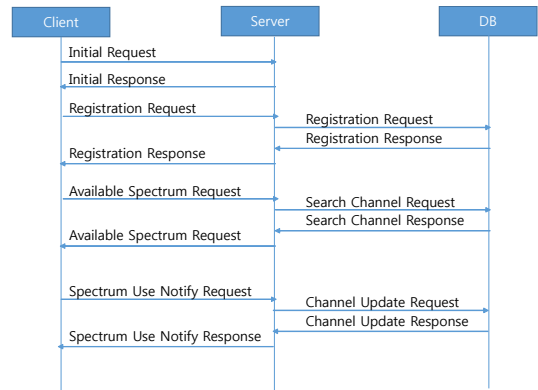 Client
Server
DB
Initial Request
Initial Response
Registration Request
Registration Request
Registration Response
Registration Response
Available Spectrum Request
Search Channel Request
Search Channel Response
Available Spectrum Request
Spectrum Use Notify Request
Channel Update Request
Channel Update Response
Spectrum Use Notify Response